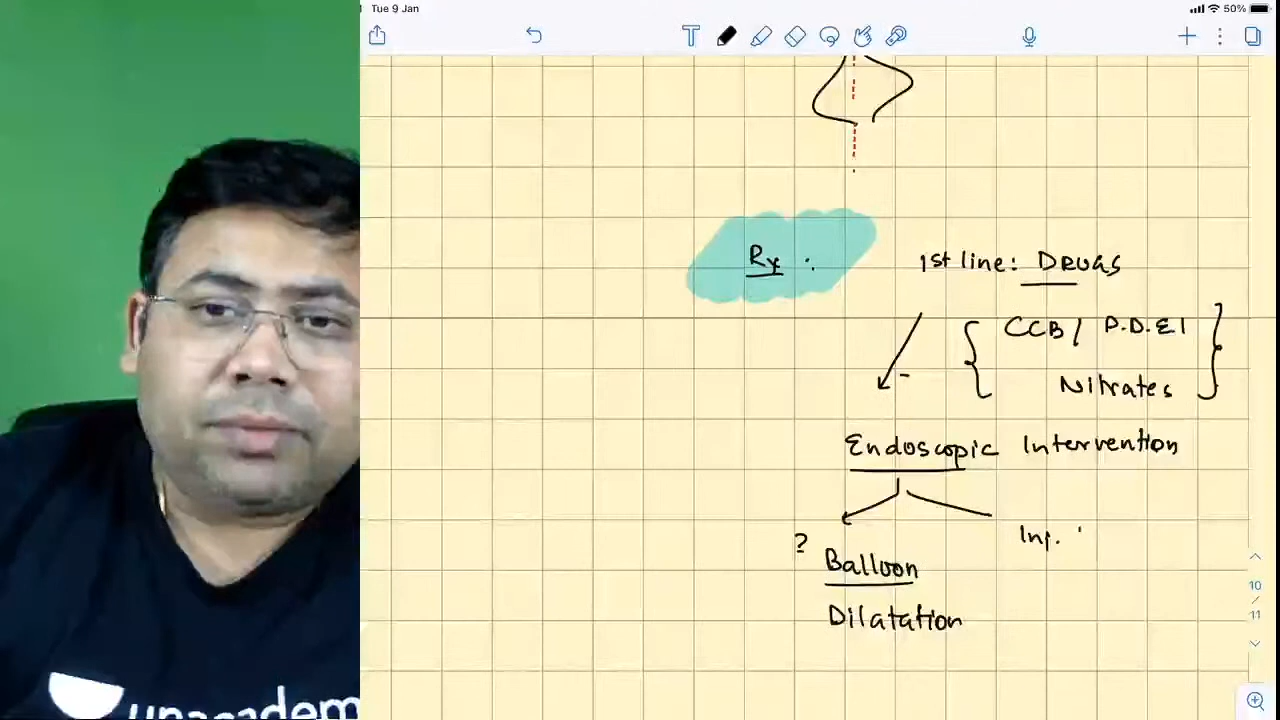 Tue 9 Jan
50%
Rx :
1st line: DRUGS
CCB / P.D.E I
Nitrates
Endoscopic Intervention
?
Balloon
Inj.
Dilatation
10
/
11
unacadem